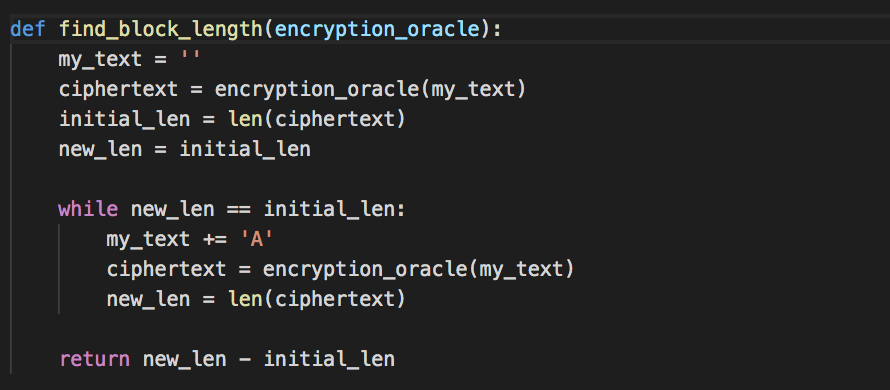 def find_block_length(encryption_oracle):
    my_text = ''
    ciphertext = encryption_oracle(my_text)
    initial_len = len(ciphertext)
    new_len = initial_len

    while new_len == initial_len:
        my_text += 'A'
        ciphertext = encryption_oracle(my_text)
        new_len = len(ciphertext)

    return new_len - initial_len